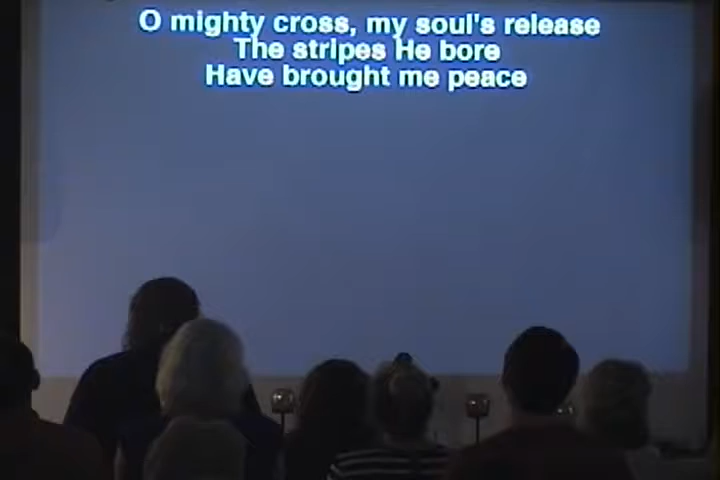 O mighty cross, my soul's release
The stripes He bore
Have brought me peace